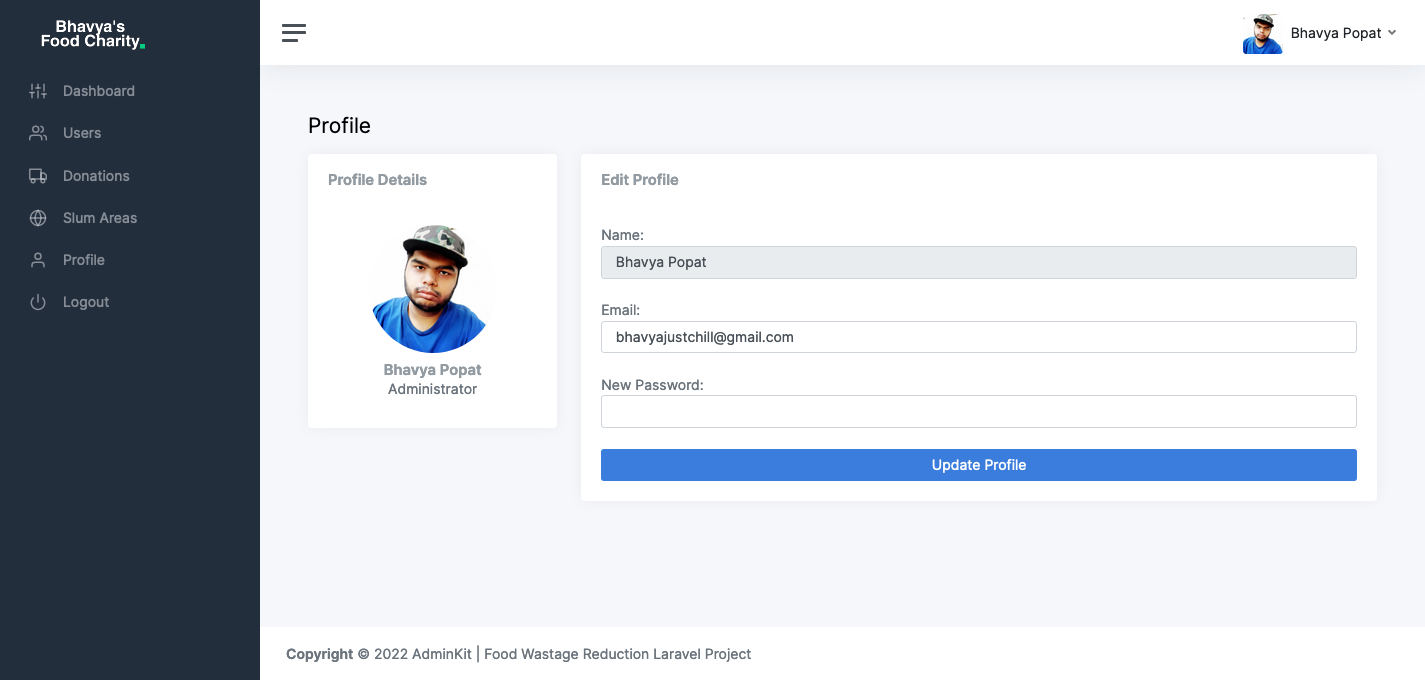 Bhavya's
Food Charity.
Dashboard
Users
Donations
Slum Areas
Profile
Logout
Bhavya Popat
Profile
Profile Details
Bhavya Popat
Administrator
Edit Profile
Name:
Bhavya Popat
Email:
bhavyajustchill@gmail.com
New Password:
Update Profile
Copyright © 2022 AdminKit | Food Wastage Reduction Laravel Project